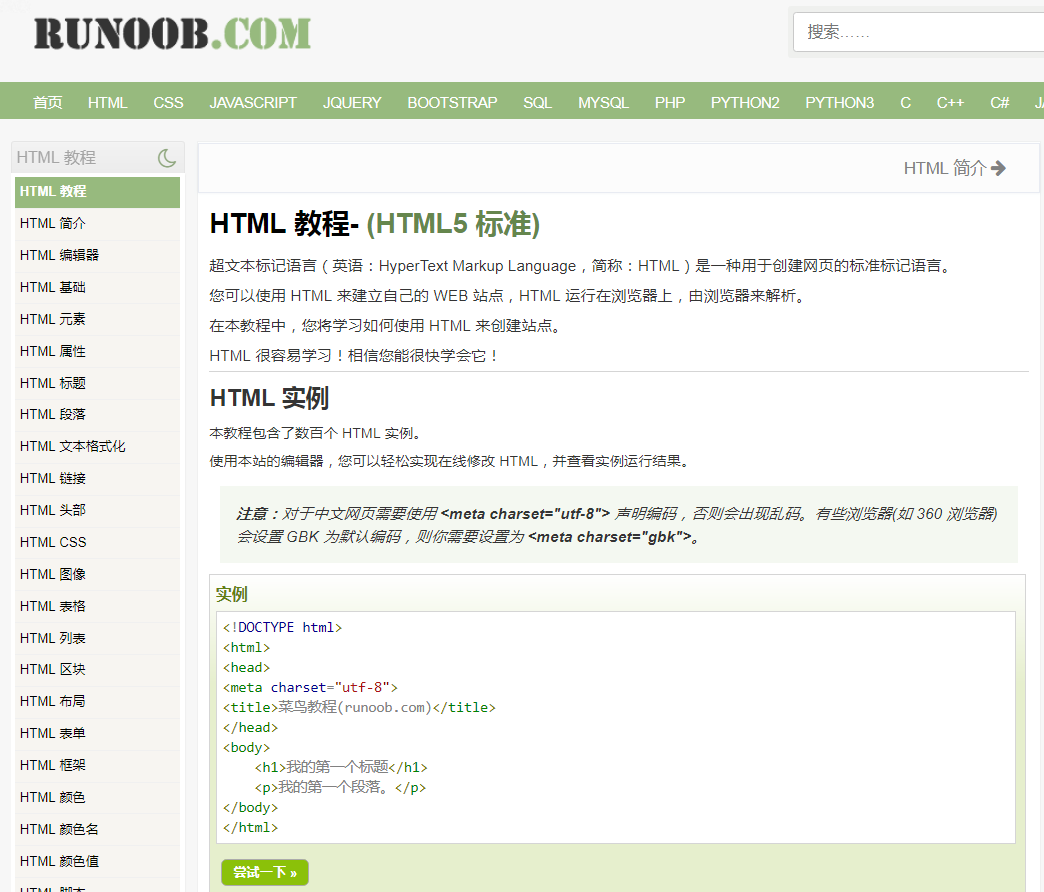 RUNOOB.COM
搜索……
首页 HTML CSS JAVASCRIPT JQUERY BOOTSTRAP SQL MYSQL PHP PYTHON2 PYTHON3 C C++ C#
HTML 教程
HTML 教程
HTML 简介
HTML 编辑器
HTML 基础
HTML 元素
HTML 属性
HTML 标题
HTML 段落
HTML 文本格式化
HTML 链接
HTML 头部
HTML CSS
HTML 图像
HTML 表格
HTML 列表
HTML 区块
HTML 布局
HTML 表单
HTML 框架
HTML 颜色
HTML 颜色名
HTML 颜色值
HTML 脚本
HTML 简介
HTML 教程- (HTML5 标准)
超文本标记语言（英语：HyperText Markup Language，简称：HTML）是一种用于创建网页的标准标记语言。
您可以使用 HTML 来建立自己的 WEB 站点，HTML 运行在浏览器上，由浏览器来解析。
在本教程中，您将学习如何使用 HTML 来创建站点。
HTML 很容易学习！相信您能很快学会它！
HTML 实例
本教程包含了数百个 HTML 实例。
使用本站的编辑器，您可以轻松实现在线修改 HTML，并查看实例运行结果。
注意：对于中文网页需要使用 <meta charset="utf-8"> 声明编码，否则会出现乱码。有些浏览器(如 360 浏览器)
会设置 GBK 为默认编码，则你需要设置为 <meta charset="gbk">。
实例
<!DOCTYPE html>
<html>
<head>
<meta charset="utf-8">
<title>菜鸟教程(runoob.com)</title>
</head>
<body>
    <h1>我的第一个标题</h1>
    <p>我的第一个段落。</p>
</body>
</html>
尝试一下 »